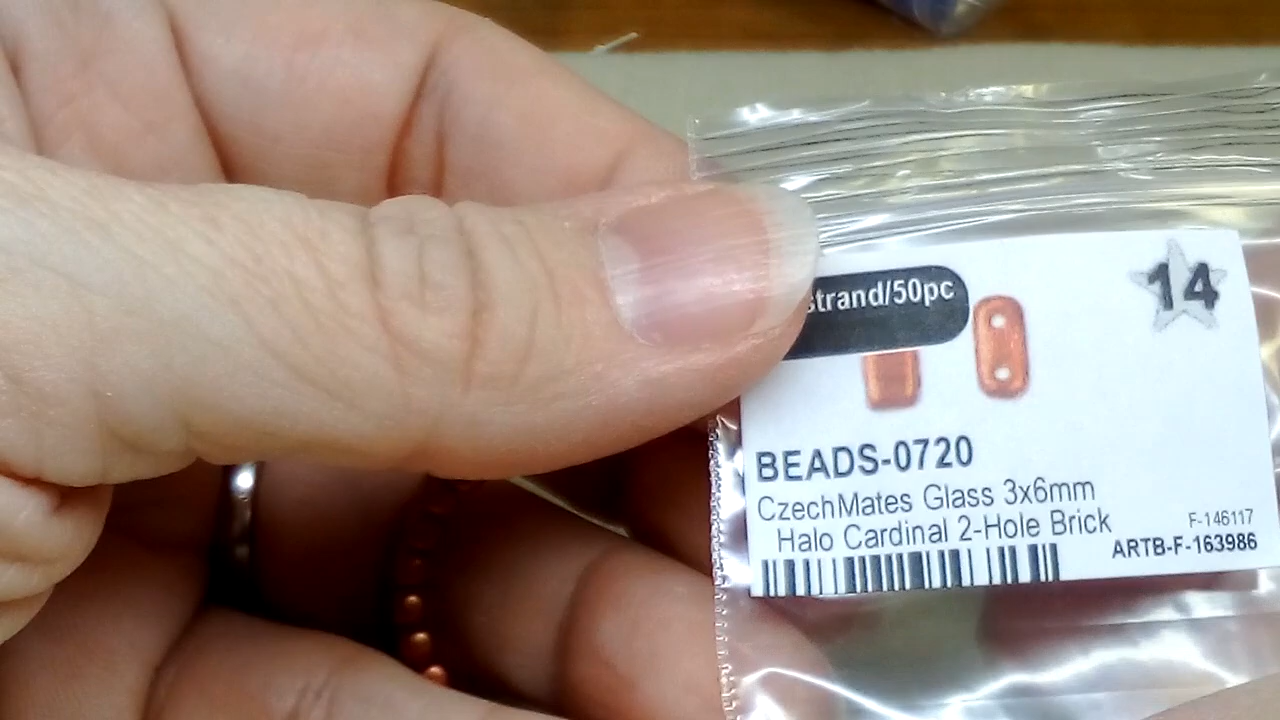 strand/50pc
14
BEADS-0720
CzechMates Glass 3x6mm
Halo Cardinal 2-Hole Brick
F-146117
ARTB-F-163986